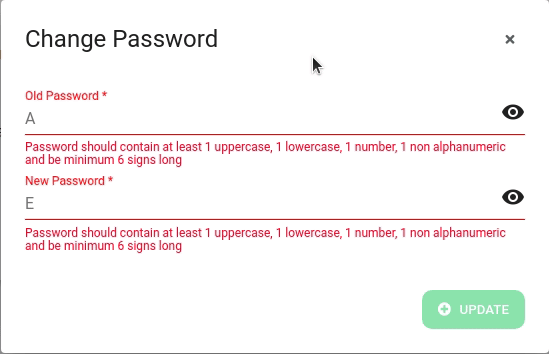 Change Password
Old Password *
A
Password should contain at least 1 uppercase, 1 lowercase, 1 number, 1 non alphanumeric
and be minimum 6 signs long
New Password *
E
Password should contain at least 1 uppercase, 1 lowercase, 1 number, 1 non alphanumeric
and be minimum 6 signs long
UPDATE